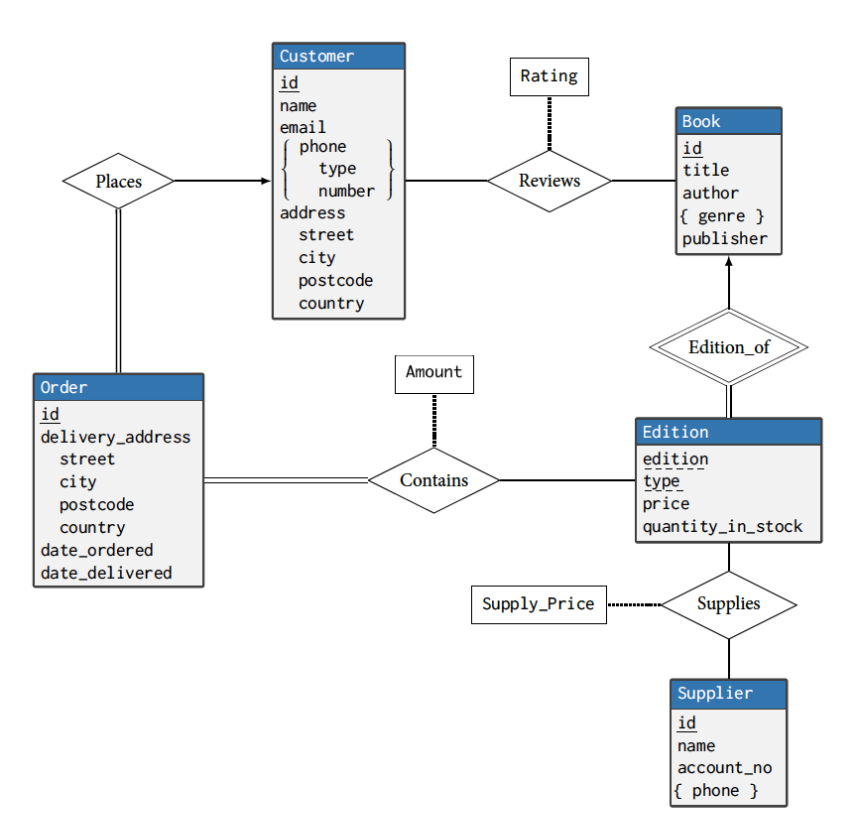 Customer
id
name
email
{ phone }
type
number
address
street
city
postcode
country
Rating
Reviews
Book
id
title
author
{ genre }
publisher
Places
Edition_of
Order
id
delivery_address
street
city
postcode
country
date_ordered
date_delivered
Amount
Contains
Edition
edition
type
price
quantity_in_stock
Supply_Price
Supplies
Supplier
id
name
account_no
{ phone }